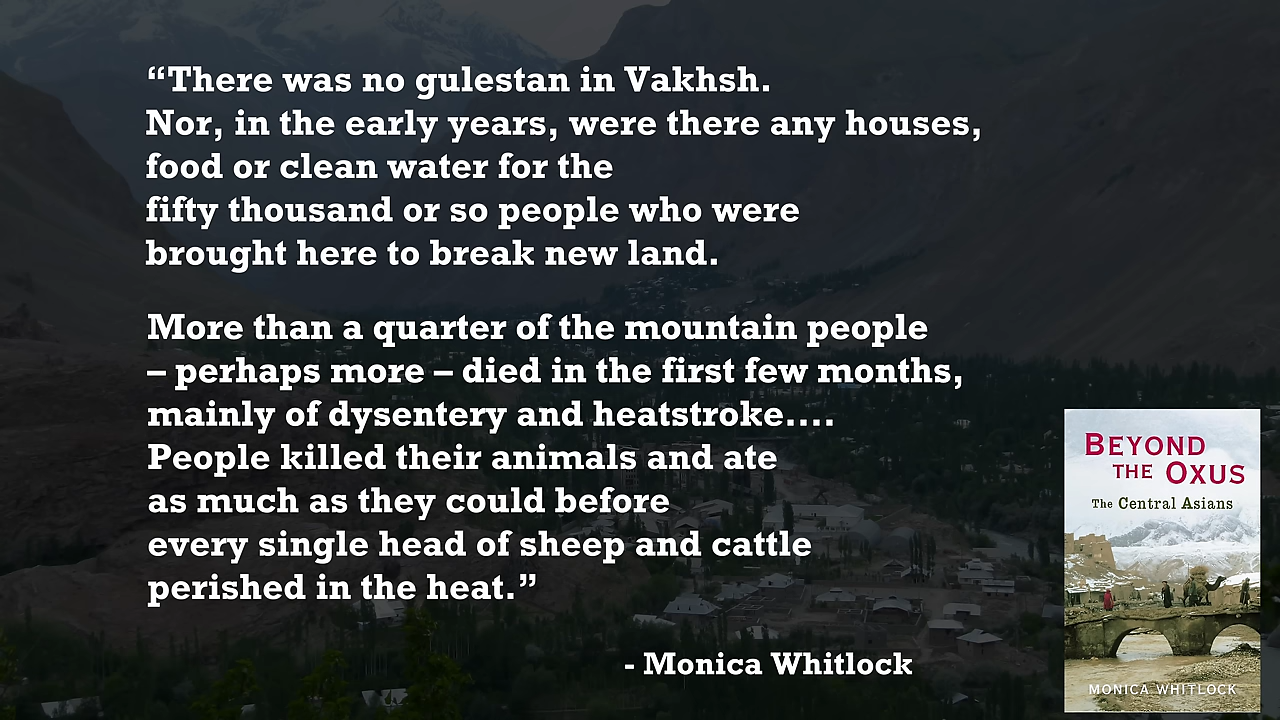 “There was no gulestan in Vakhsh.
Nor, in the early years, were there any houses,
food or clean water for the
fifty thousand or so people who were
brought here to break new land.
More than a quarter of the mountain people
– perhaps more – died in the first few months,
mainly of dysentery and heatstroke....
People killed their animals and ate
as much as they could before
every single head of sheep and cattle
perished in the heat.”
- Monica Whitlock
BEYOND
THE OXUS
The Central Asians
MONICA WHITLOCK